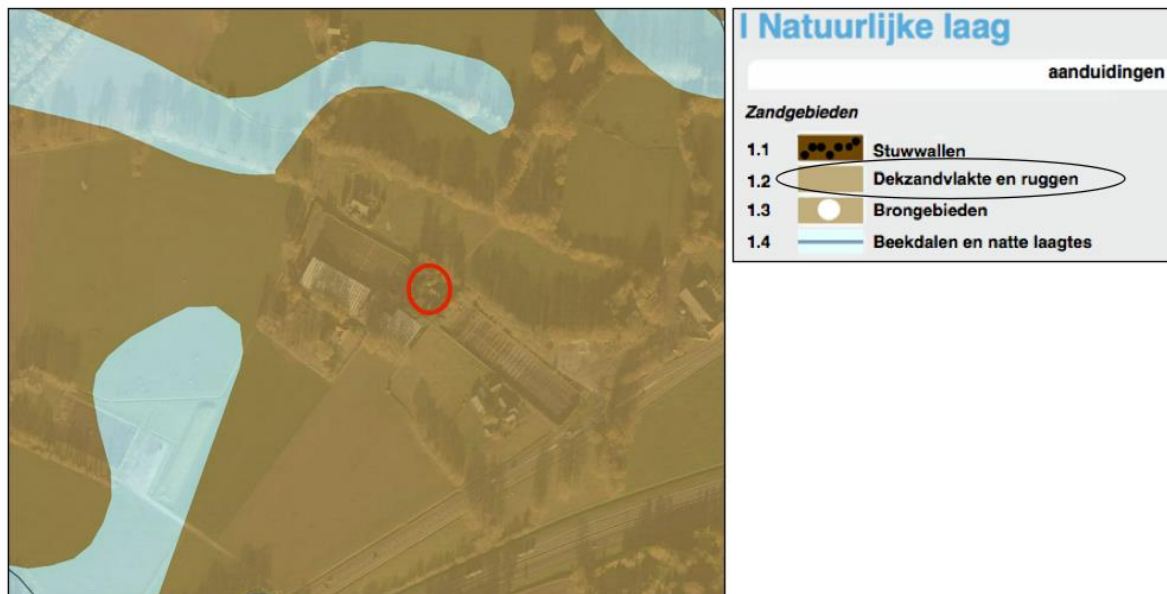 I Natuurlijke laag
aanduidingen
Zandgebieden
1.1 Stuwwallen
1.2 Dekzandvlakte en ruggen
1.3 Brongebieden
1.4 Beekdalen en natte laagtes